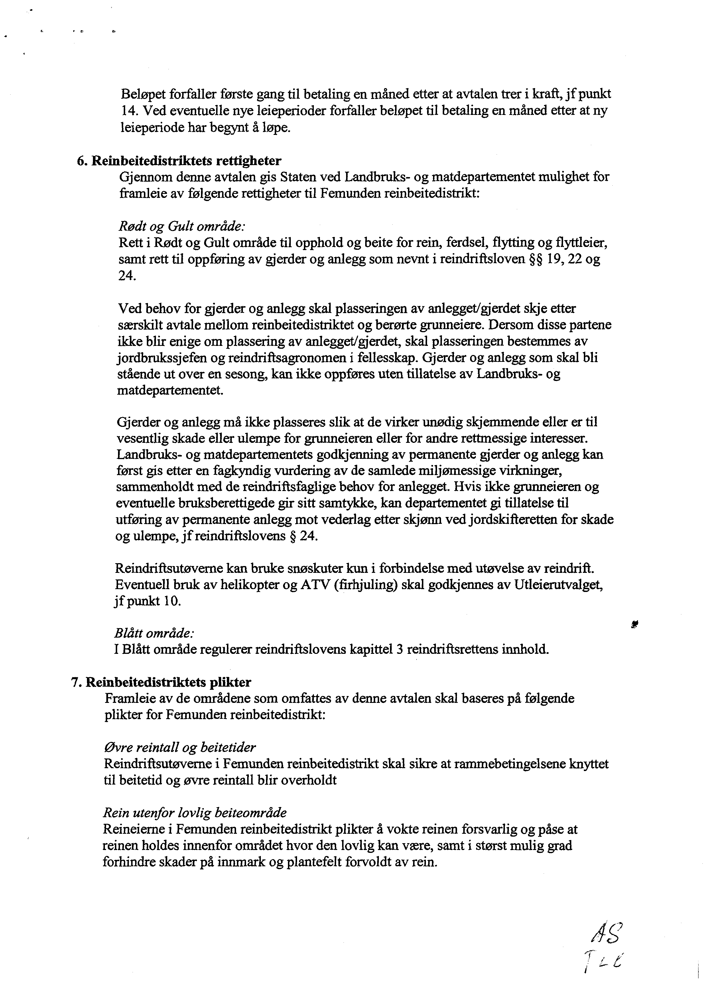 Beløpet forfaller første gang til betaling en måned etter at avtalen trer i kraft, jf punkt
14. Ved eventuelle nye leieperioder forfaller beløpet til betaling en måned etter at ny
leieperiode har begynt å løpe.
6. Reinbeitedistriktets rettigheter
Gjennom denne avtalen gis Staten ved Landbruks- og matdepartementet mulighet for
framleie av følgende rettigheter til Femunden reinbeitedistrikt:
Rødt og Gult område:
Rett i Rødt og Gult område til opphold og beite for rein, ferdsel, flytting og flyttleier,
samt rett til oppføring av gjerder og anlegg som nevnt i reindriftsloven §§ 19, 22 og
24.
Ved behov for gjerder og anlegg skal plasseringen av anlegget/gjerdet skje etter
særskilt avtale mellom reinbeitedistriktet og berørte grunneiere. Dersom disse partene
ikke blir enige om plassering av anlegget/gjerdet, skal plasseringen bestemmes av
jordbrukssjefen og reindriftsagronomen i fellesskap. Gjerder og anlegg som skal bli
stående ut over en sesong, kan ikke oppføres uten tillatelse av Landbruks- og
matdepartementet.
Gjerder og anlegg må ikke plasseres slik at de virker unødig skjemmende eller er til
vesentlig skade eller ulempe for grunneieren eller for andre rettmessige interesser.
Landbruks- og matdepartementets godkjenning av permanente gjerder og anlegg kan
først gis etter en fagkyndig vurdering av de samlede miljømessige virkninger,
sammenholdt med de reindriftsfaglige behov for anlegget. Hvis ikke grunneieren og
eventuelle bruksberettigede gir sitt samtykke, kan departementet gi tillatelse til
utføring av permanente anlegg mot vederlag etter skjønn ved jordskifteretten for skade
og ulempe, jf reindriftslovens § 24.
Reindriftsutøverne kan bruke snøskuter kun i forbindelse med utøvelse av reindrift.
Eventuell bruk av helikopter og ATV (firhjuling) skal godkjennes av Utleierutvalget,
jf punkt 10.
Blått område:
I Blått område regulerer reindriftslovens kapittel 3 reindriftsrettens innhold.
7. Reinbeitedistriktets plikter
Framleie av de områdene som omfattes av denne avtalen skal baseres på følgende
plikter for Femunden reinbeitedistrikt:
Øvre reintall og beitetider
Reindriftsutøverne i Femunden reinbeitedistrikt skal sikre at rammebetingelsene knyttet
til beitetid og øvre reintall blir overholdt
Rein utenfor lovlig beiteområde
Reineierne i Femunden reinbeitedistrikt plikter å vokte reinen forsvarlig og påse at
reinen holdes innenfor området hvor den lovlig kan være, samt i størst mulig grad
forhindre skader på innmark og plantefelt forvoldt av rein.
AS